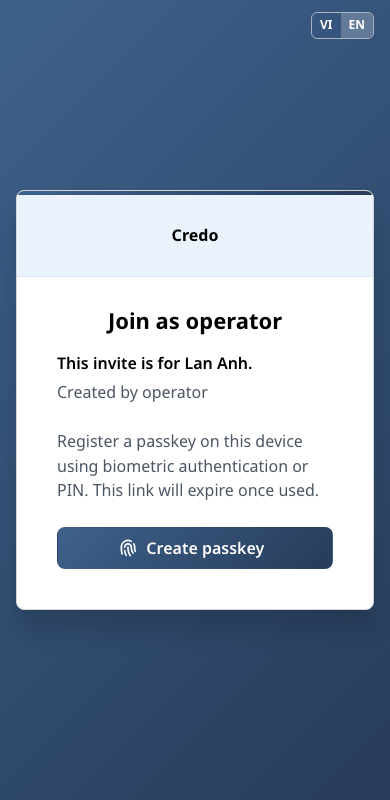 VI EN
Credo
Join as operator
This invite is for Lan Anh.
Created by operator
Register a passkey on this device
using biometric authentication or
PIN. This link will expire once used.
Create passkey